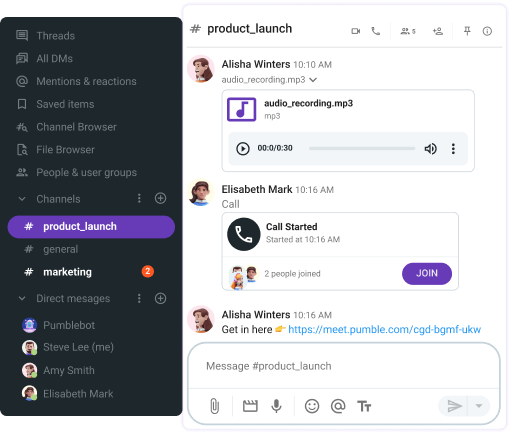 Threads
All DMs
Mentions & reactions
Saved items
Channel Browser
File Browser
People & user groups
Channels
# product_launch
# general
# marketing 2
Direct mesages
Pumblebot
Steve Lee (me)
Amy Smith
Elisabeth Mark
# product_launch 5
Alisha Winters 10:10 AM
audio_recording.mp3
audio_recording.mp3
mp3
00:0/0:30
Elisabeth Mark 10:16 AM
Call
Call Started
Started at 10:16 AM
2 people joined JOIN
Alisha Winters 10:16 AM
Get in here 👉 https://meet.pumble.com/cgd-bgmf-ukw
Message #product_launch
@ TT